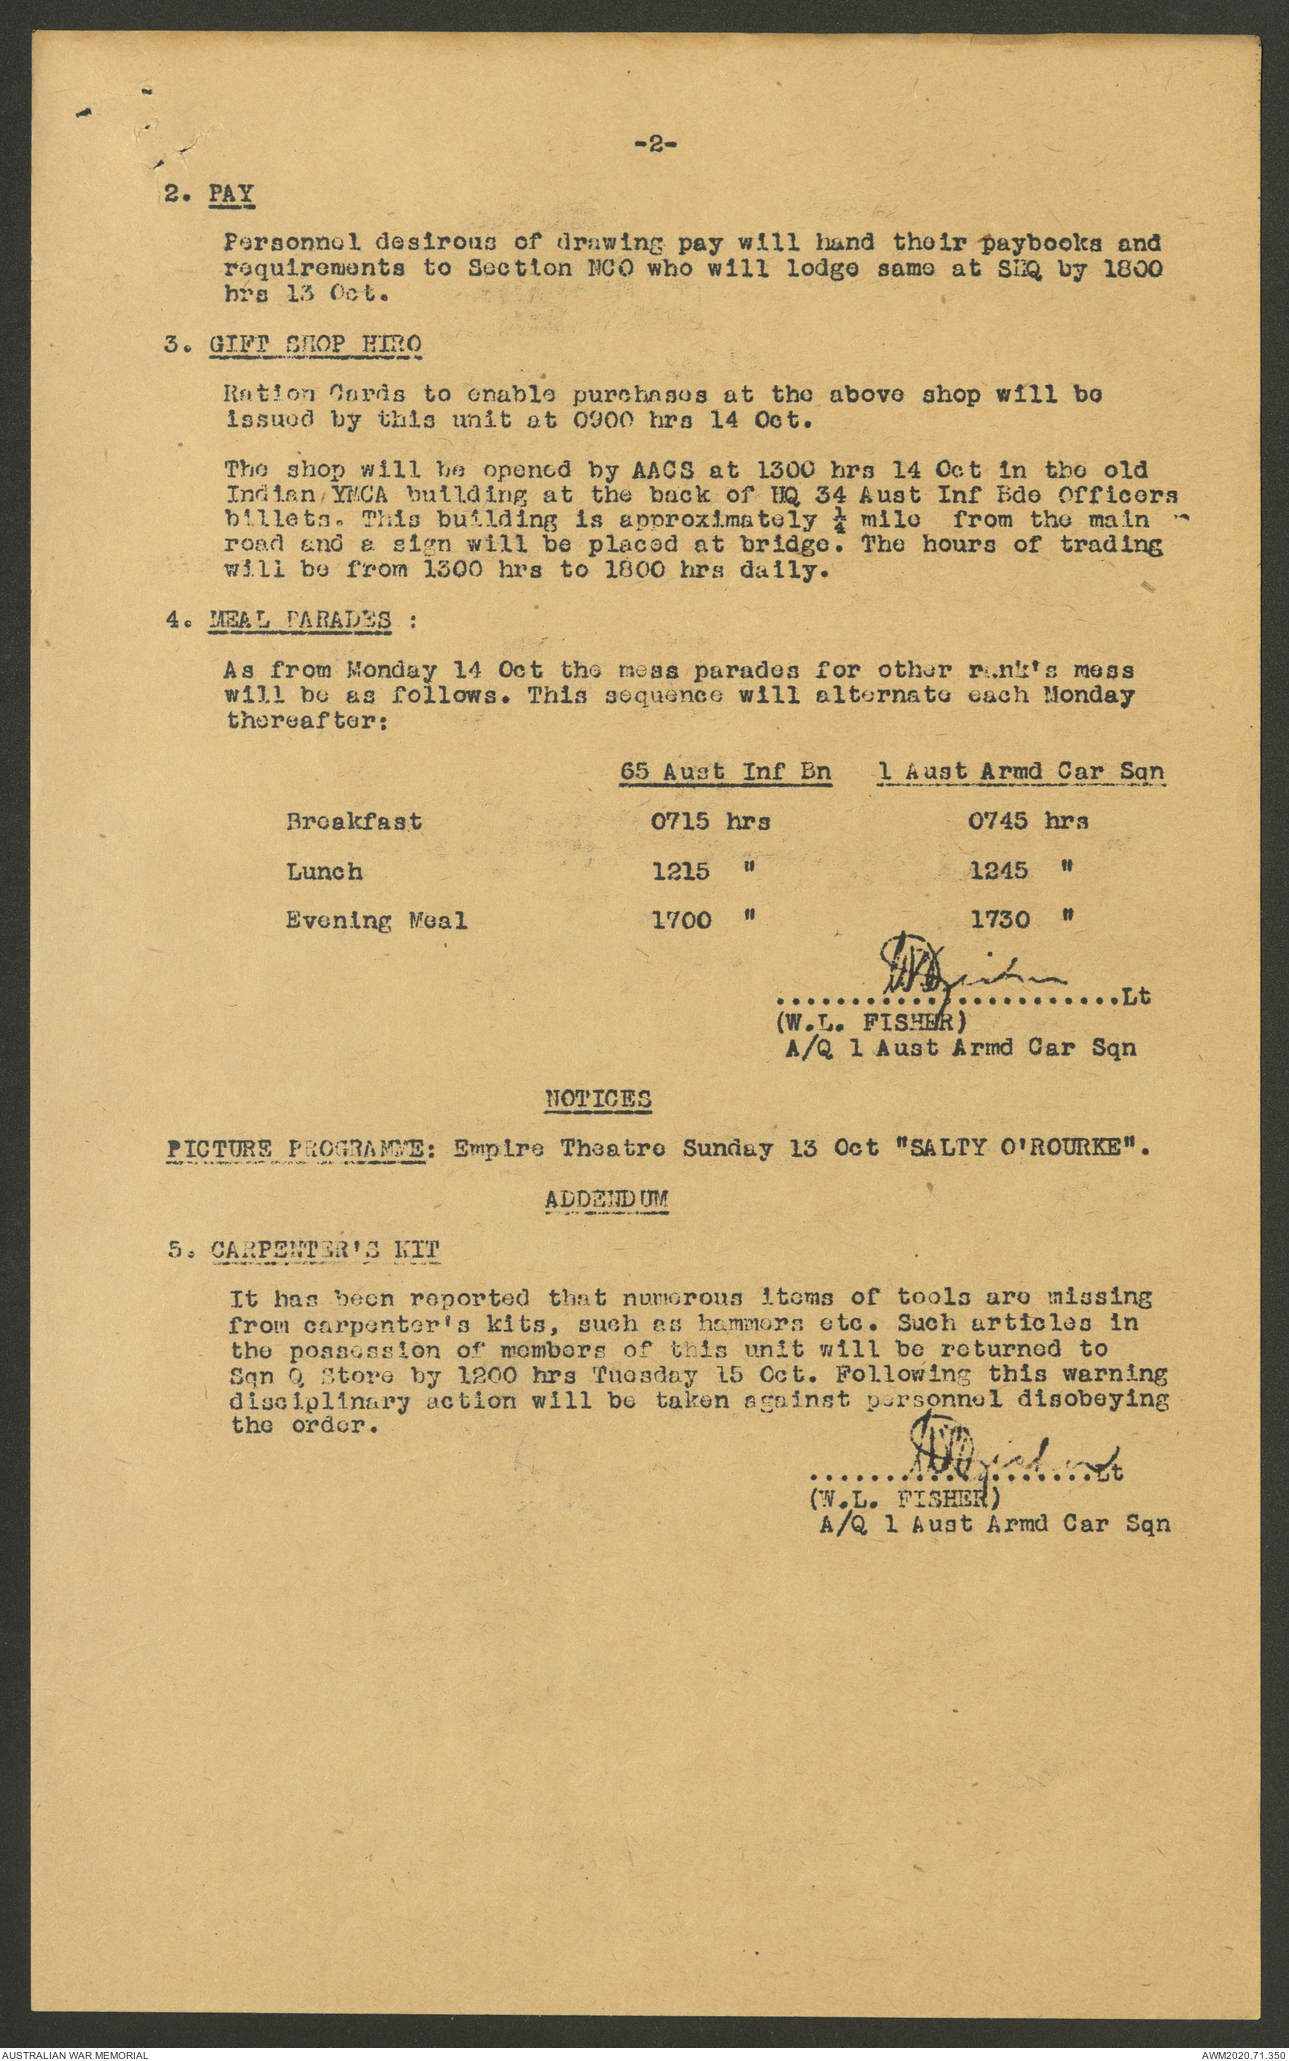 -2-
2. PAY
Personnel desirous of drawing pay will hand their paybooks and
requirements to Section NCO who will lodge same at SHQ by 1800
hrs 13 Oct.
3. GIFT SHOP HIRO
Ration Cards to enable purchases at the above shop will be
issued by this unit at 0900 hrs 14 Oct.
The shop will be opened by AACS at 1300 hrs 14 Oct in the old
Indian YMCA building at the back of HQ 34 Aust Inf Bde Officers
billets. This building is approximately ¼ mile from the main
road and a sign will be placed at bridge. The hours of trading
will be from 1300 hrs to 1800 hrs daily.
4. MEAL PARADES :
As from Monday 14 Oct the mess parades for other rank's mess
will be as follows. This sequence will alternate each Monday
thereafter:
65 Aust Inf Bn 1 Aust Armd Car Sqn
Breakfast 0715 hrs 0745 hrs
Lunch 1215 " 1245 "
Evening Meal 1700 " 1730 "
WLFisher
.......................Lt
(W.L. FISHER)
A/Q 1 Aust Armd Car Sqn
NOTICES
PICTURE PROGRAMME: Empire Theatre Sunday 13 Oct "SALTY O'ROURKE".
ADDENDUM
5. CARPENTER'S KIT
It has been reported that numerous items of tools are missing
from carpenter's kits, such as hammers etc. Such articles in
the possession of members of this unit will be returned to
Sqn Q Store by 1200 hrs Tuesday 15 Oct. Following this warning
disciplinary action will be taken against personnel disobeying
the order.
WLFisher
...................Lt
(W.L. FISHER)
A/Q 1 Aust Armd Car Sqn
AUSTRALIAN WAR MEMORIAL
AWM2020.71.350